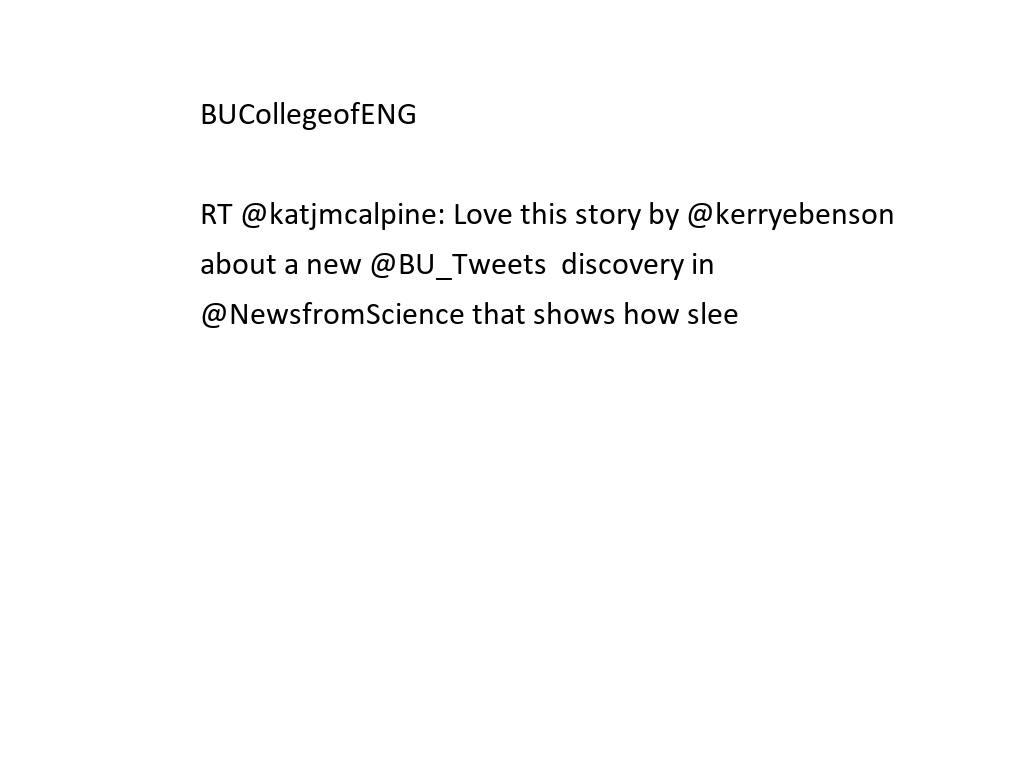 BUCollegeofENG
RT @katjmcalpine: Love this story by @kerryebenson
about a new @BU_Tweets  discovery in
@NewsfromScience that shows how slee